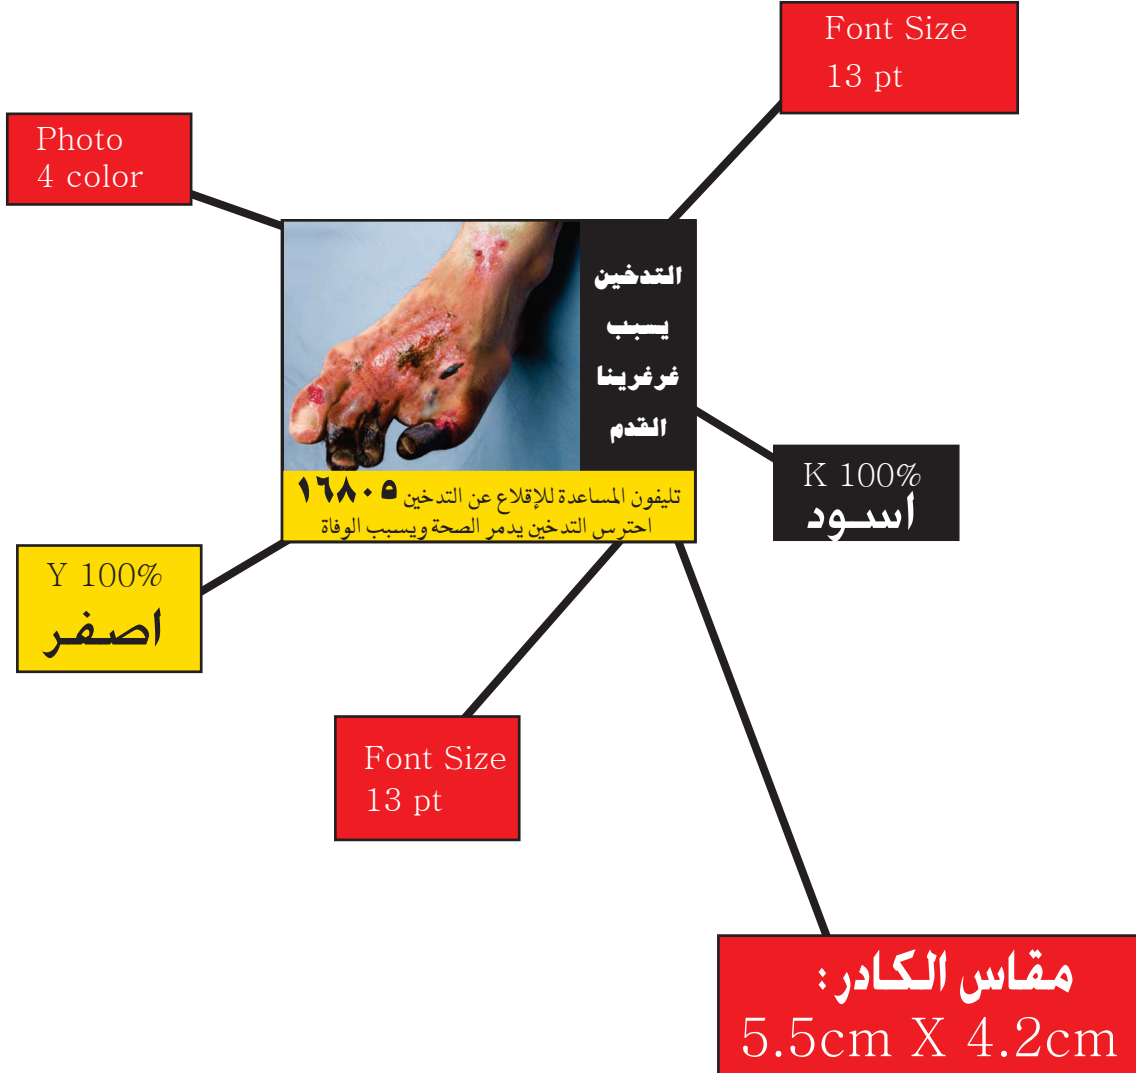 Font Size
13 pt
Photo
4 color
التدخين
يسبب
غرغرينا
القدم
تليفون المساعدة للإقلاع عن التدخين ١٦٨٠٥
احترس التدخين يدمر الصحة ويسبب الوفاة
K 100%
اسود
Y 100%
اصفر
Font Size
13 pt
مقاس الكادر:
5.5cm X 4.2cm